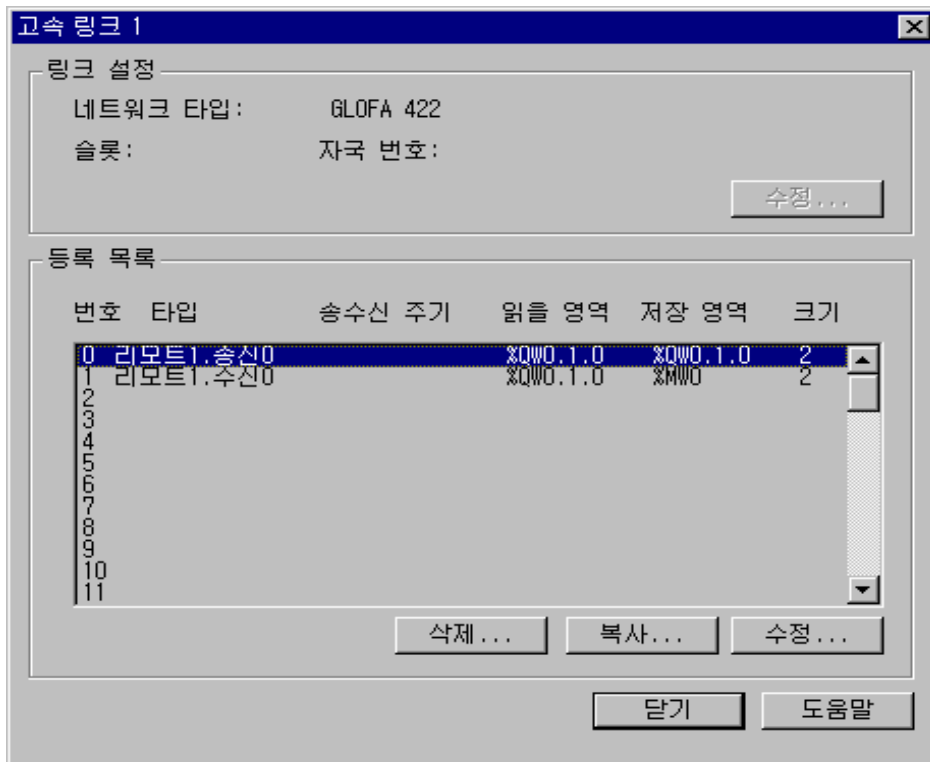 고속 링크 1
링크 설정
네트워크 타입: GLOFA 422
슬롯: 자국 번호:
수정...
등록 목록
번호 타입 송수신 주기 읽을 영역 저장 영역 크기
0 리모트1.송신0 %QW0.1.0 %QW0.1.0 2
1 리모트1.수신0 %QW0.1.0 %MW0 2
2
3
4
5
6
7
8
9
10
11
삭제... 복사... 수정...
닫기 도움말